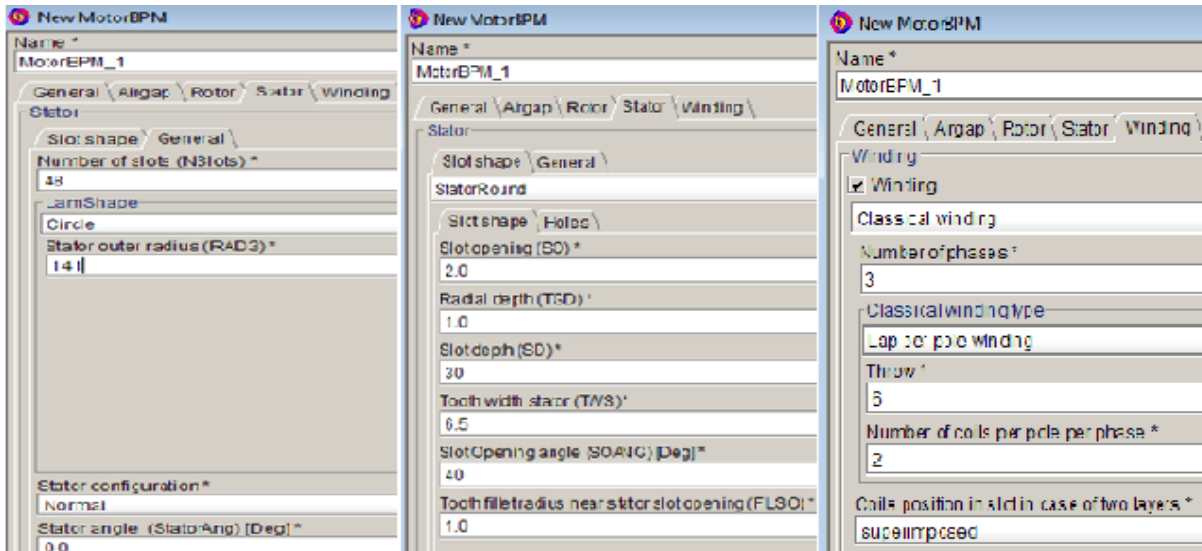 New MotorBPM
Name *
MotorBPM_1
General Airgap Rotor Stator Winding
Stator
Slot shape General
Number of slots (NSlots) *
48
LamShape
Circle
Stator outer radius (RAD3) *
141
Stator configuration *
Normal
Stator angle (StatorAng) [Deg] *
0.0
New MotorBPM
Name *
MotorBPM_1
General Airgap Rotor Stator Winding
Stator
Slot shape General
StatorRound
Slot shape Holes
Slot opening (SO) *
2.0
Radial depth (TGD) *
1.0
Slot depth (SD) *
30
Tooth width stator (TWS) *
6.5
Slot Opening angle (SOANG) [Deg] *
40
Tooth fillet radius near stator slot opening (FLSO) *
1.0
New MotorBPM
Name *
MotorBPM_1
General Airgap Rotor Stator Winding
Winding
Winding
Classical winding
Number of phases *
3
Classical winding type
Lap per pole winding
Throw *
6
Number of coils per pole per phase *
2
Coils position in slot in case of two layers *
superimposed